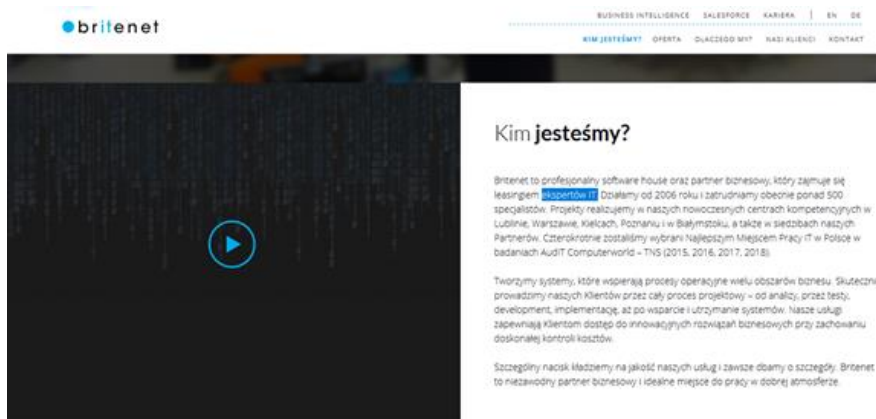 britenet
BUSINESS INTELLIGENCE SALESFORCE KARIERA | EN DE
KIM JESTEŚMY? OFERTA DLACZEGO MY? NASI KLIENCI KONTAKT
Kim jesteśmy?
Britenet to profesjonalny software house oraz partner biznesowy, który zajmuje się
leasingiem ekspertów IT. Działamy od 2006 roku i zatrudniamy obecnie ponad 500
specjalistów. Projekty realizujemy w naszych nowoczesnych centrach kompetencyjnych w
Lublinie, Warszawie, Kielcach, Poznaniu i w Białymstoku, a także w siedzibach naszych
Partnerów. Czterokrotnie zostaliśmy wybrani Najlepszym Miejscem Pracy IT w Polsce w
badaniach AudIT Computerworld – TNS (2015, 2016, 2017, 2018).
Tworzymy systemy, które wspierają procesy operacyjne wielu obszarów biznesu. Skuteczni
prowadzimy naszych Klientów przez cały proces projektowy – od analizy, przez testy,
development, implementację, aż po wsparcie i utrzymanie systemów. Nasze usługi
zapewniają Klientom dostęp do innowacyjnych rozwiązań biznesowych przy zachowaniu
doskonałej kontroli kosztów.
Szczególny nacisk kładziemy na jakość naszych usług i zawsze dbamy o szczegóły. Britenet
to niezawodny partner biznesowy i idealne miejsce do pracy w dobrej atmosferze.